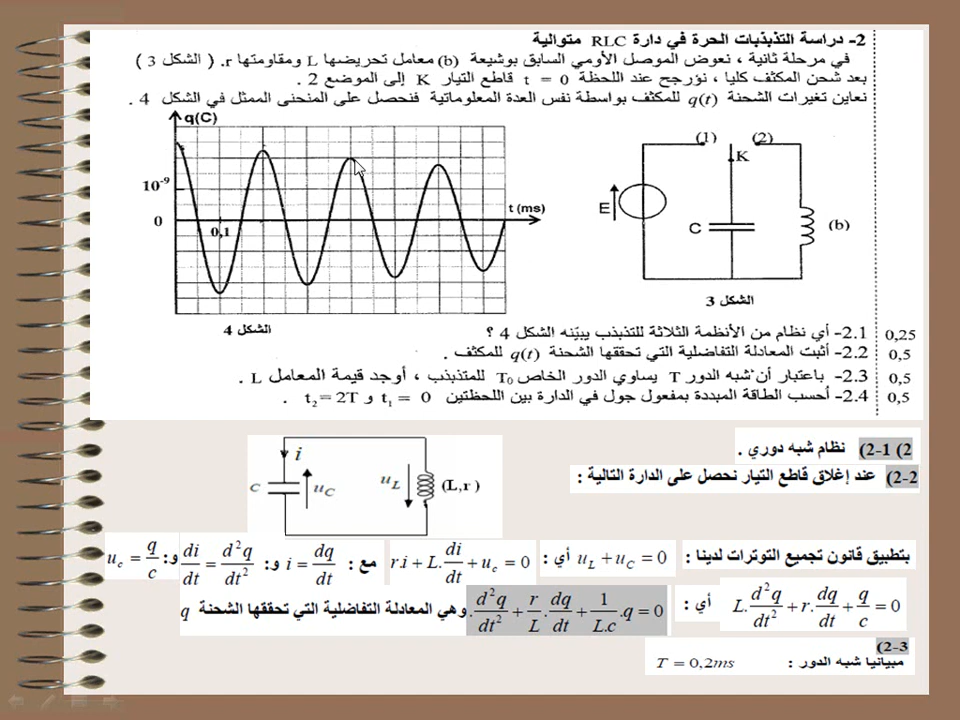 2- دراسة التذبذبات الحرة في دارة RLC متوالية
في مرحلة ثانية ، نعوض الموصل الأومي السابق بوشيعة (b) معامل تحريضها L ومقاومتها r. ( الشكل 3 )
بعد شحن المكثف كليا ، نؤرجح عند اللحظة t = 0 قاطع التيار K إلى الموضع 2 .
نعاين تغيرات الشحنة q(t) للمكثف بواسطة نفس العدة المعلوماتية فنحصل على المنحنى الممثل في الشكل 4 .
q(C)
10⁻⁹
0
0,1
t (ms)
الشكل 4
(1) (2)
K
E
C
(b)
الشكل 3
2.1- أي نظام من الأنظمة الثلاثة للتذبذب يبيّنه الشكل 4 ؟ 0,25
2.2- أثبت المعادلة التفاضلية التي تحققها الشحنة q(t) للمكثف . 0,5
2.3- باعتبار أن شبه الدور T يساوي الدور الخاص T₀ للمتذبذب ، أوجد قيمة المعامل L . 0,5
2.4- أحسب الطاقة المبددة بمفعول جول في الدارة بين اللحظتين t₁ = 0 و t₂ = 2T . 0,5
2) 2-1) نظام شبه دوري .
2-2) عند إغلاق قاطع التيار نحصل على الدارة التالية :
i
c
u_C
u_L
(L,r )
بتطبيق قانون تجميع التوترات لدينا : u_L + u_C = 0 أي : ri + L.di/dt + u_c = 0 مع : i = dq/dt و: di/dt = d²q/dt² و: u_c = q/c
L.d²q/dt² + r.dq/dt + q/c = 0 أي : d²q/dt² + r/L.dq/dt + 1/L.c.q = 0 .وهي المعادلة التفاضلية التي تحققها الشحنة q
2-3)
مبيانيا شبه الدور : T = 0,2ms